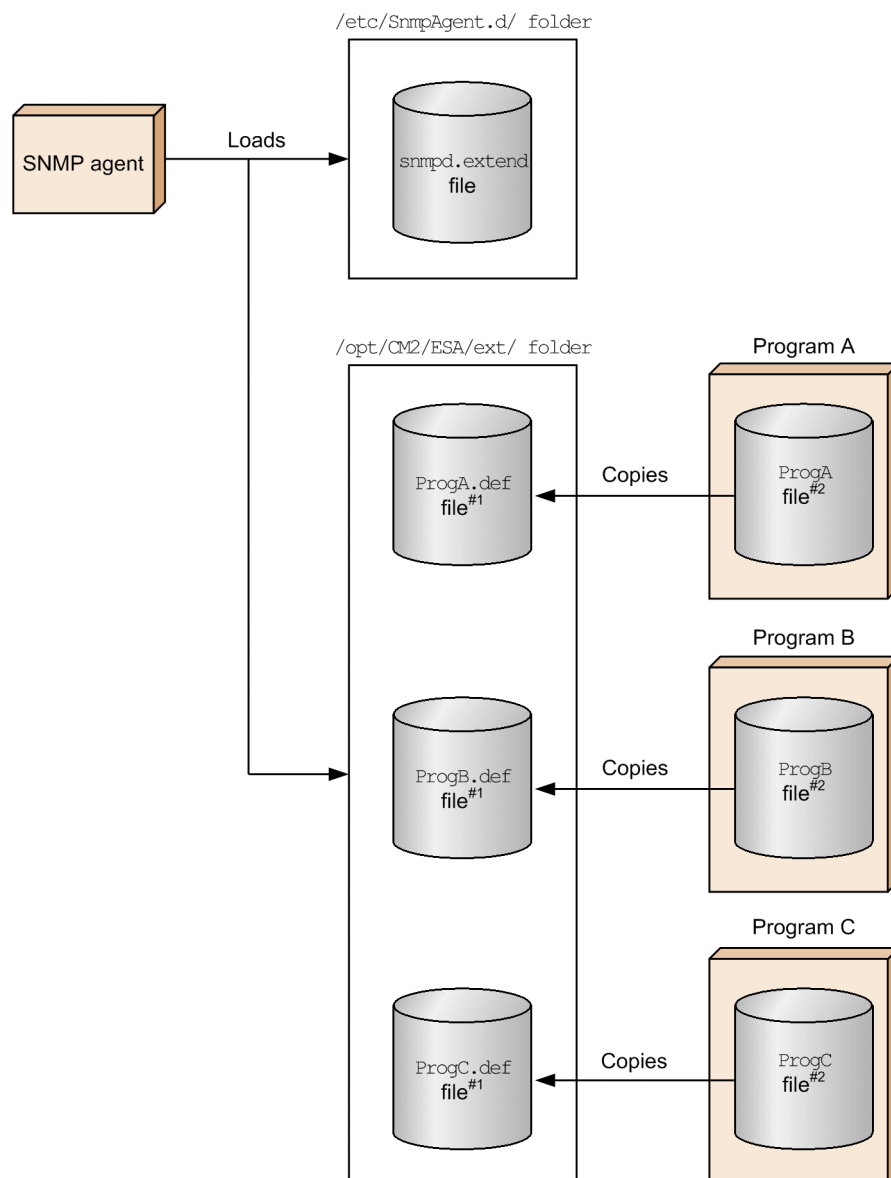 /etc/SnmpAgent.d/ folder
SNMP agent
Loads
snmpd.extend
file
/opt/CM2/ESA/ext/ folder
Program A
ProgA.def
file#1
Copies
ProgA
file#2
Program B
ProgB.def
file#1
Copies
ProgB
file#2
Program C
ProgC.def
file#1
Copies
ProgC
file#2